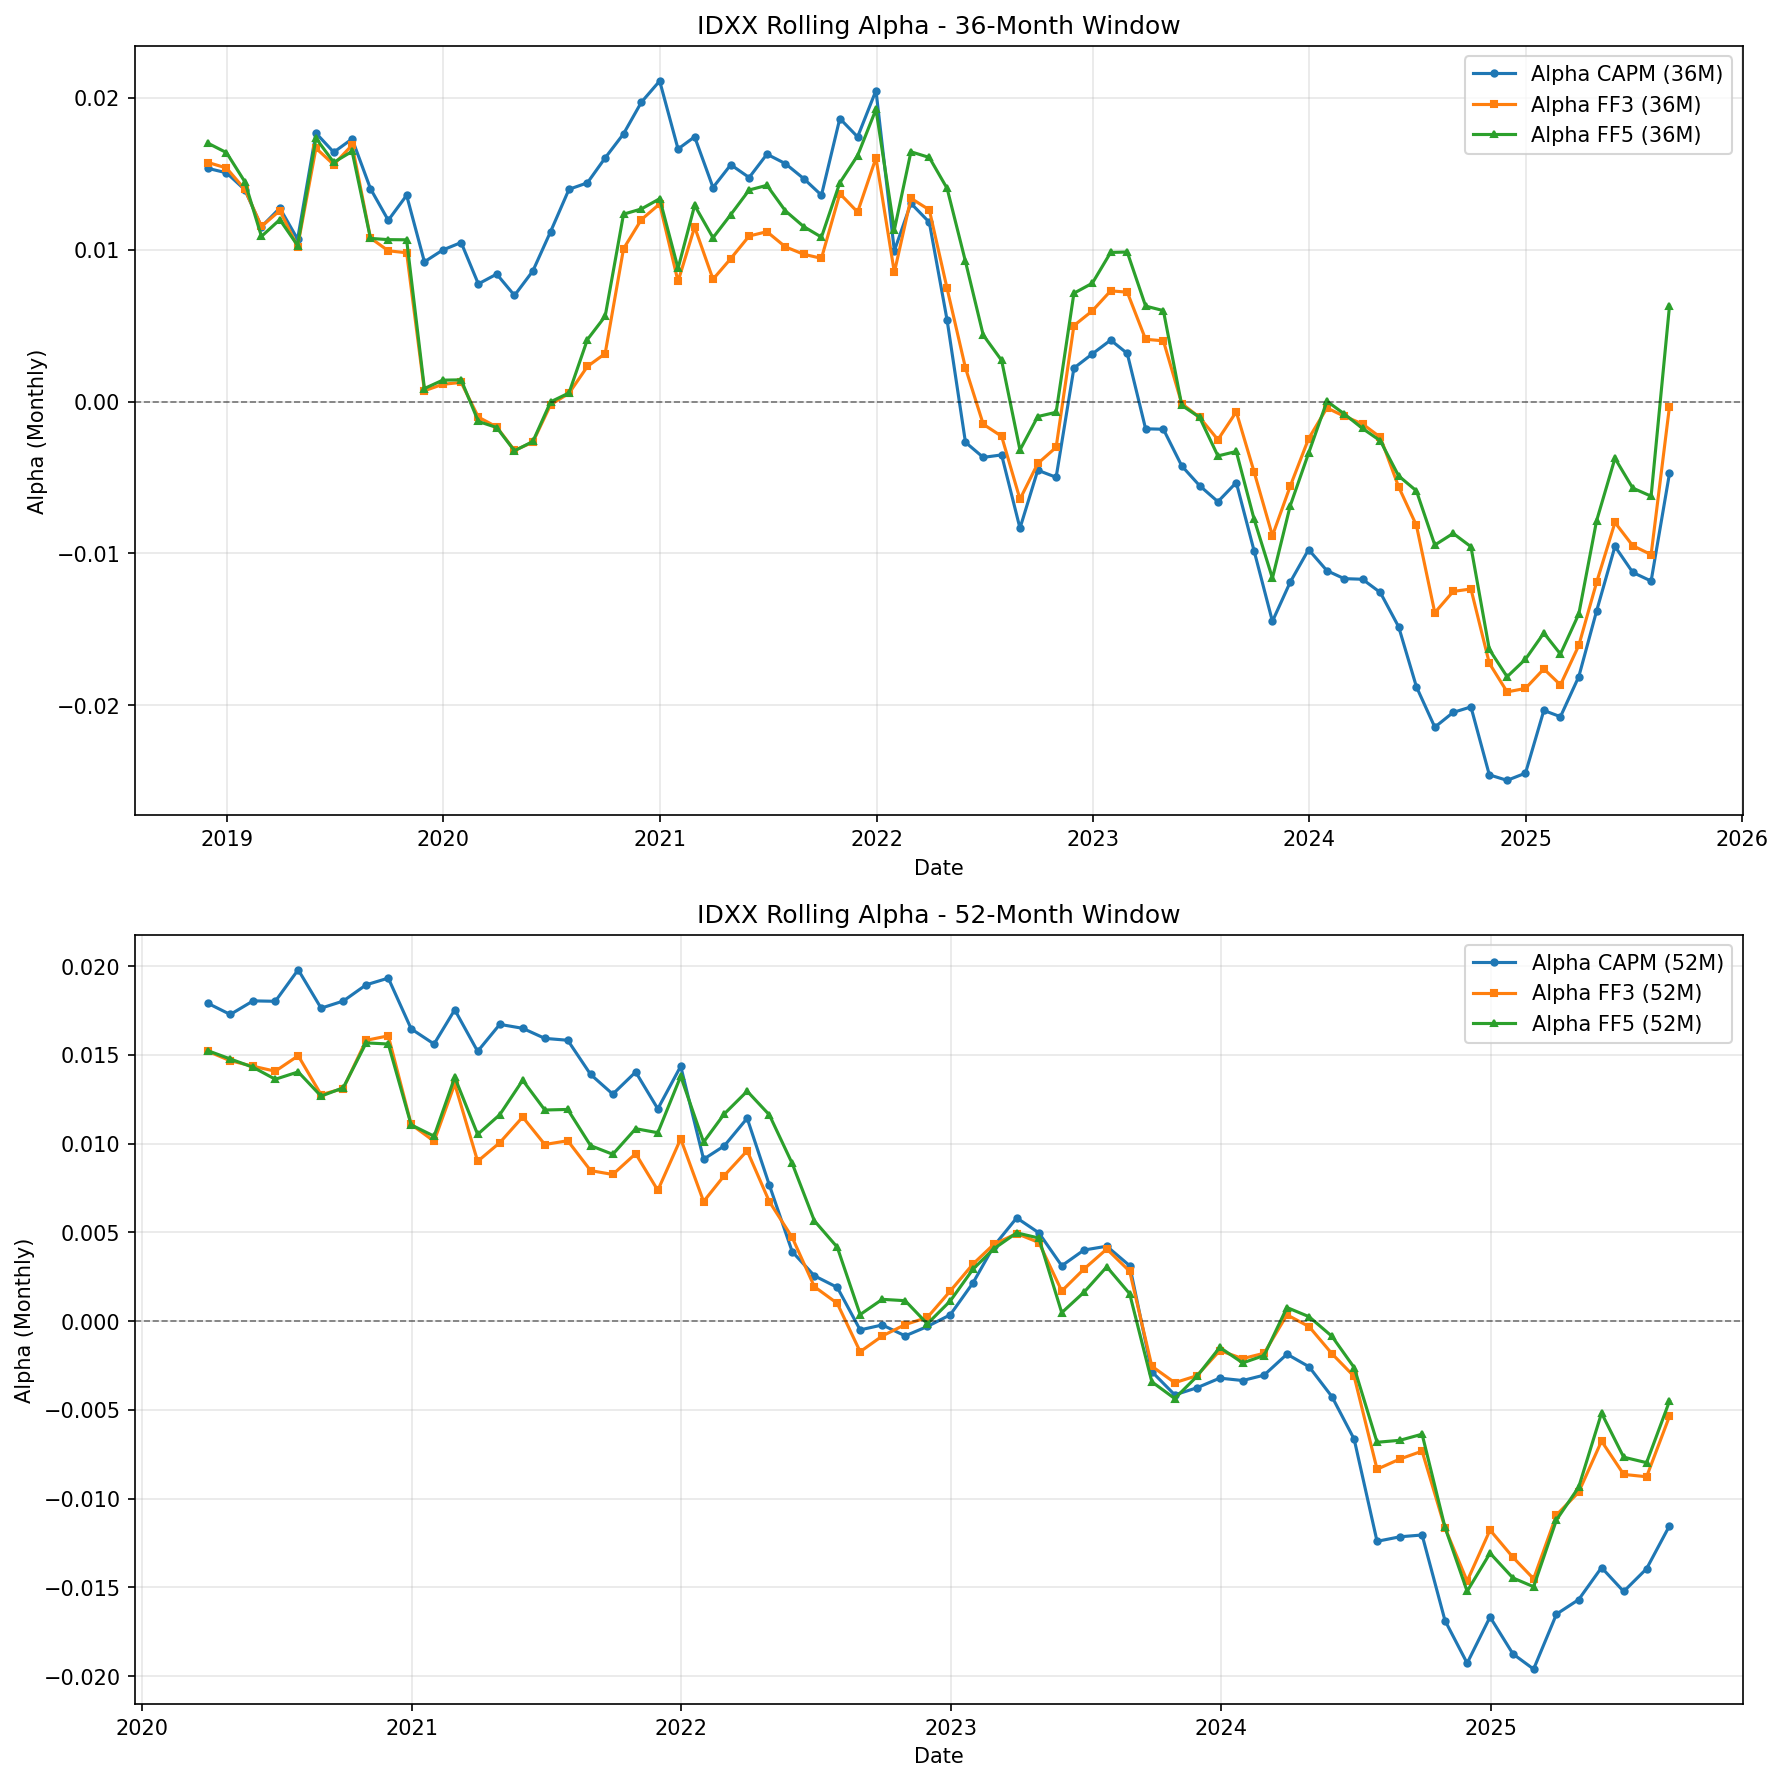 IDXX Rolling Alpha - 36-Month Window
Alpha CAPM (36M)
Alpha FF3 (36M)
Alpha FF5 (36M)
Alpha (Monthly)
0.02
0.01
0.00
−0.01
−0.02
2019 2020 2021 2022 2023 2024 2025 2026
Date
IDXX Rolling Alpha - 52-Month Window
Alpha CAPM (52M)
Alpha FF3 (52M)
Alpha FF5 (52M)
Alpha (Monthly)
0.020
0.015
0.010
0.005
0.000
−0.005
−0.010
−0.015
−0.020
2020 2021 2022 2023 2024 2025
Date